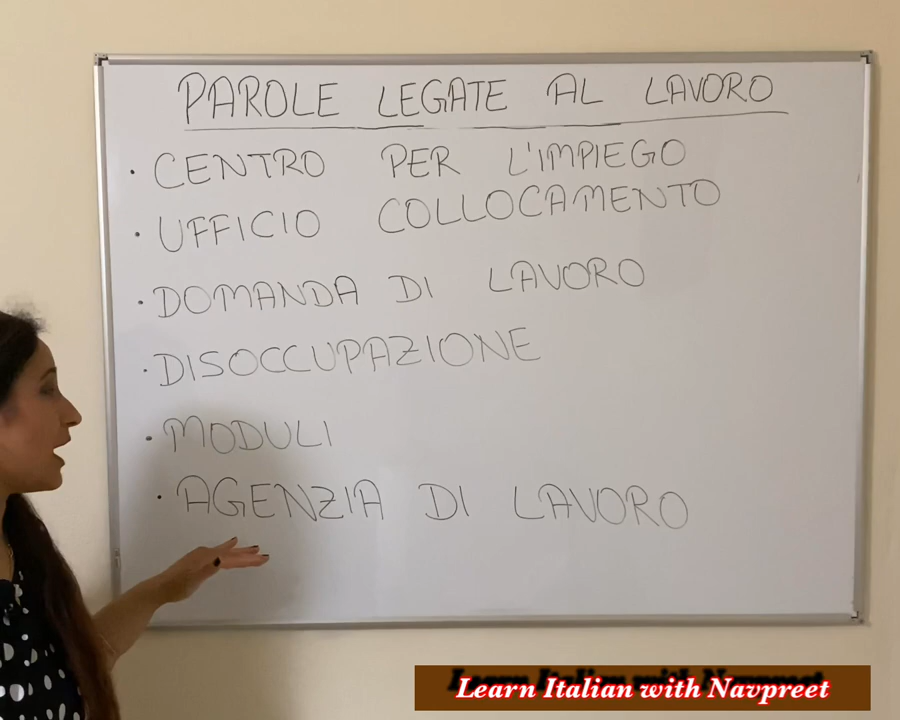 PAROLE LEGATE AL LAVORO
• CENTRO PER L'IMPIEGO
• UFFICIO COLLOCAMENTO
• DOMANDA DI LAVORO
• DISOCCUPAZIONE
• MODULI
• AGENZIA DI LAVORO
Learn Italian with Navpreet